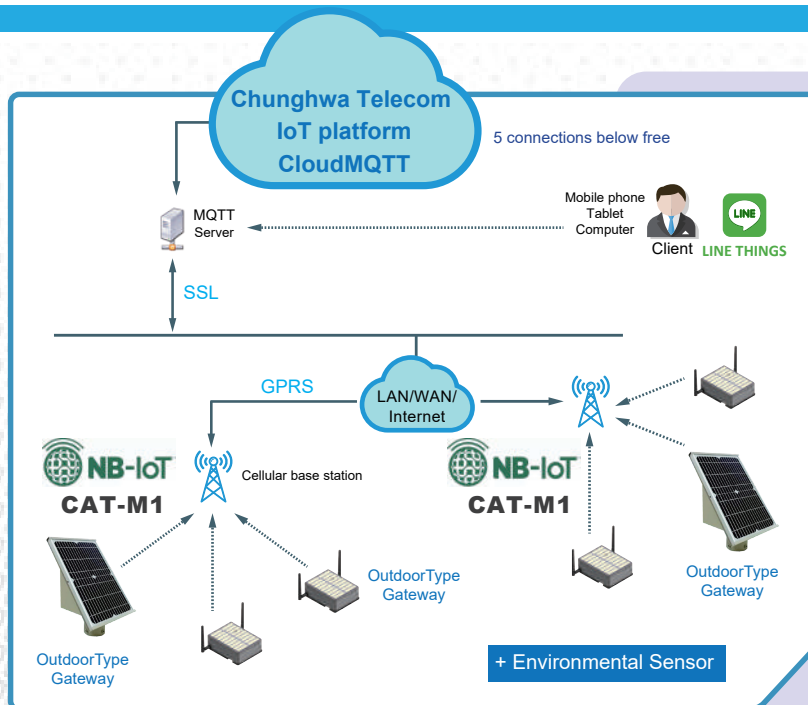 Chunghwa Telecom
IoT platform
CloudMQTT
5 connections below free
MQTT
Server
Mobile phone
Tablet
Computer
Client
LINE
LINE THINGS
SSL
GPRS
LAN/WAN/
Internet
NB-IoT
CAT-M1
Cellular base station
NB-IoT
CAT-M1
OutdoorType
Gateway
OutdoorType
Gateway
OutdoorType
Gateway
+ Environmental Sensor